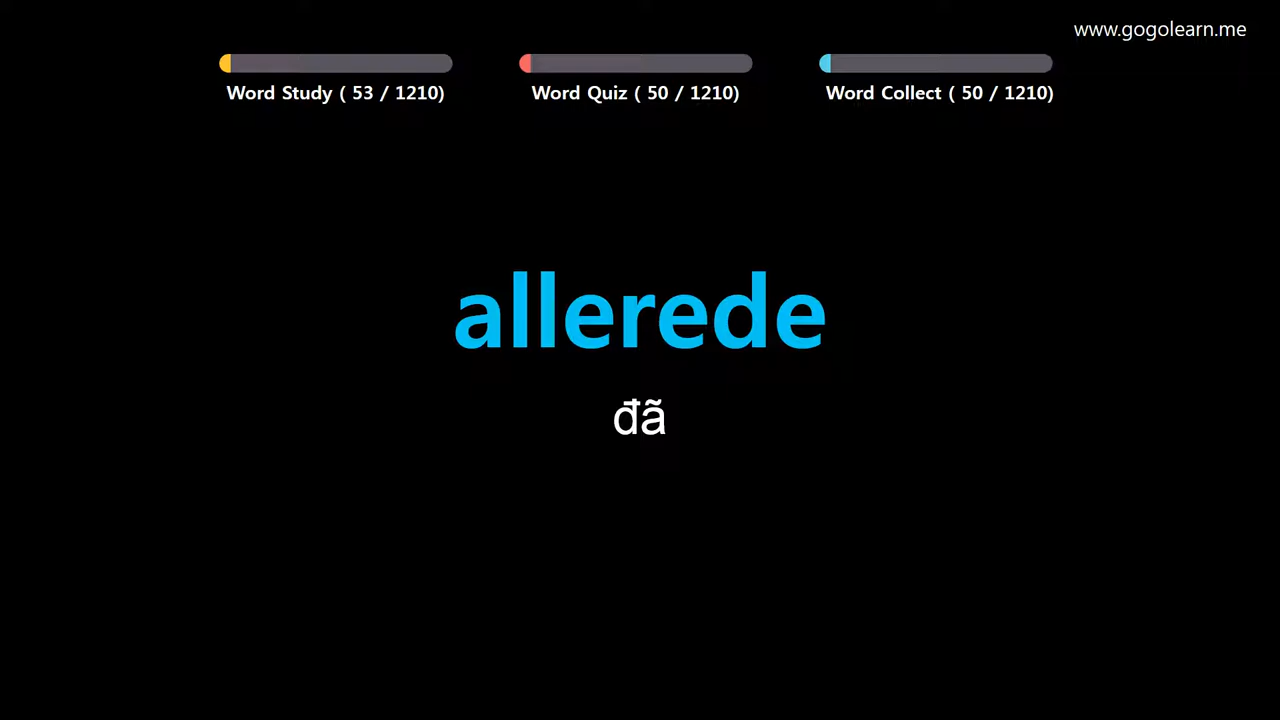 www.gogolearn.me
Word Study ( 53 / 1210)
Word Quiz ( 50 / 1210)
Word Collect ( 50 / 1210)
allerede
đã